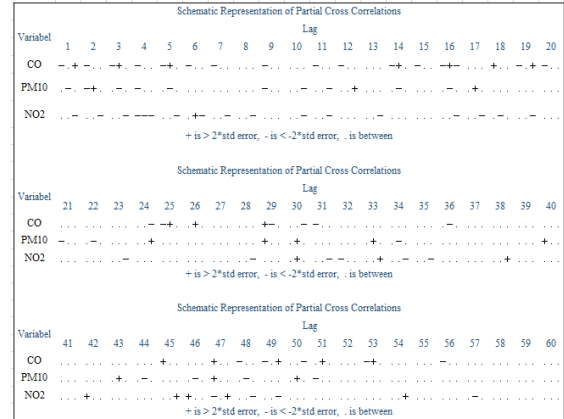 Schematic Representation of Partial Cross Correlations
Lag
Variabel
1 2 3 4 5 6 7 8 9 10 11 12 13 14 15 16 17 18 19 20
CO
PM10
NO2
+ is > 2*std error, - is < -2*std error, . is between
Schematic Representation of Partial Cross Correlations
Lag
Variabel
21 22 23 24 25 26 27 28 29 30 31 32 33 34 35 36 37 38 39 40
CO
PM10
NO2
+ is > 2*std error, - is < -2*std error, . is between
Schematic Representation of Partial Cross Correlations
Lag
Variabel
41 42 43 44 45 46 47 48 49 50 51 52 53 54 55 56 57 58 59 60
CO
PM10
NO2
+ is > 2*std error, - is < -2*std error, . is between